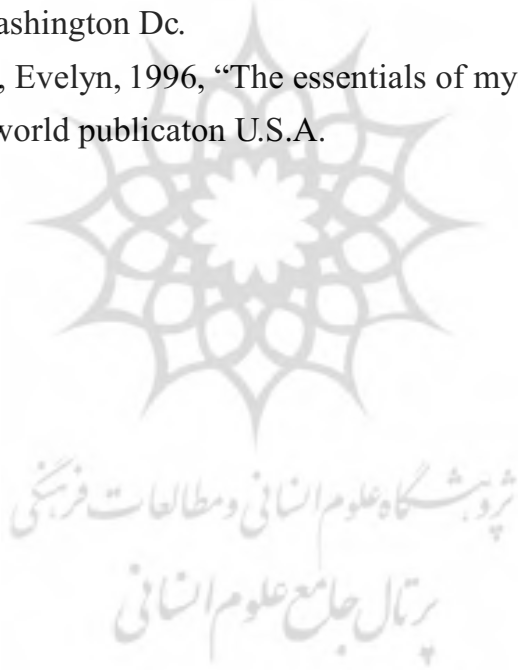 ashington Dc.
, Evelyn, 1996, “The essentials of my
world publicaton U.S.A.
پژوهشگاه علوم انسانی و مطالعات فرهنگی
پرتال جامع علوم انسانی